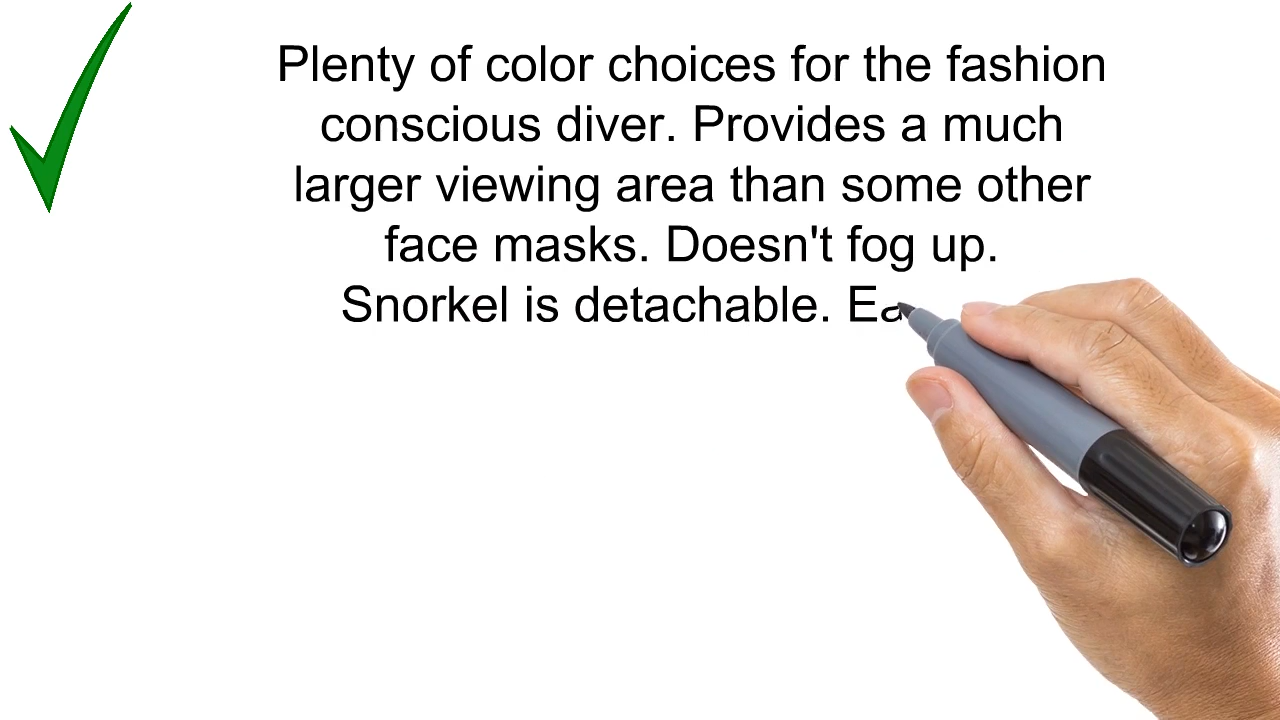 Plenty of color choices for the fashion
conscious diver. Provides a much
larger viewing area than some other
face masks. Doesn't fog up.
Snorkel is detachable.